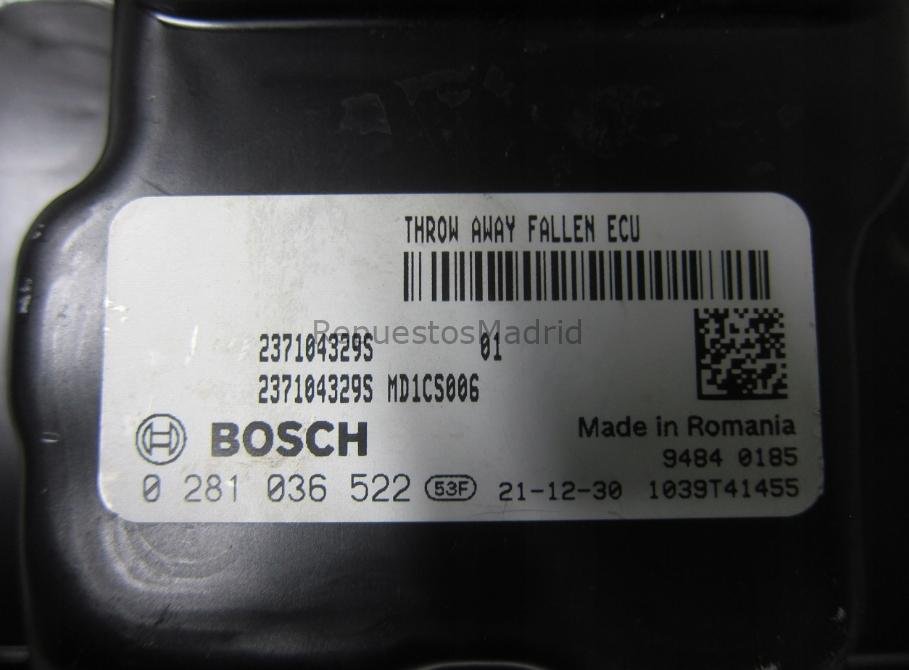 THROW AWAY FALLEN ECU
RepuestosMadrid
237104329S 01
237104329S MD1CS006
BOSCH
Made in Romania
9484 0185
0 281 036 522 53F 21-12-30 1039T41455